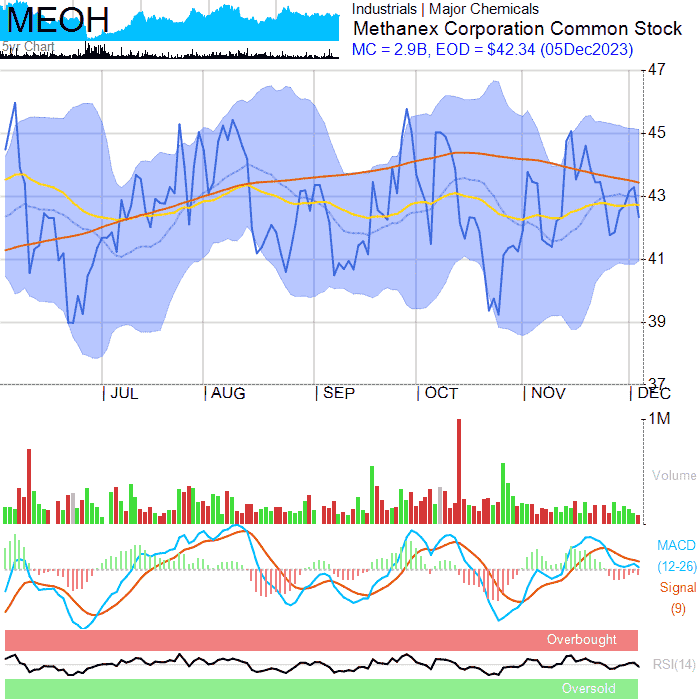 MEOH
5yr Chart
Industrials | Major Chemicals
Methanex Corporation Common Stock
MC = 2.9B, EOD = $42.34 (05Dec2023)
47
45
43
41
39
37
JUL
AUG
SEP
OCT
NOV
DEC
1M
Volume
MACD
(12-26)
Signal
(9)
Overbought
RSI(14)
Oversold